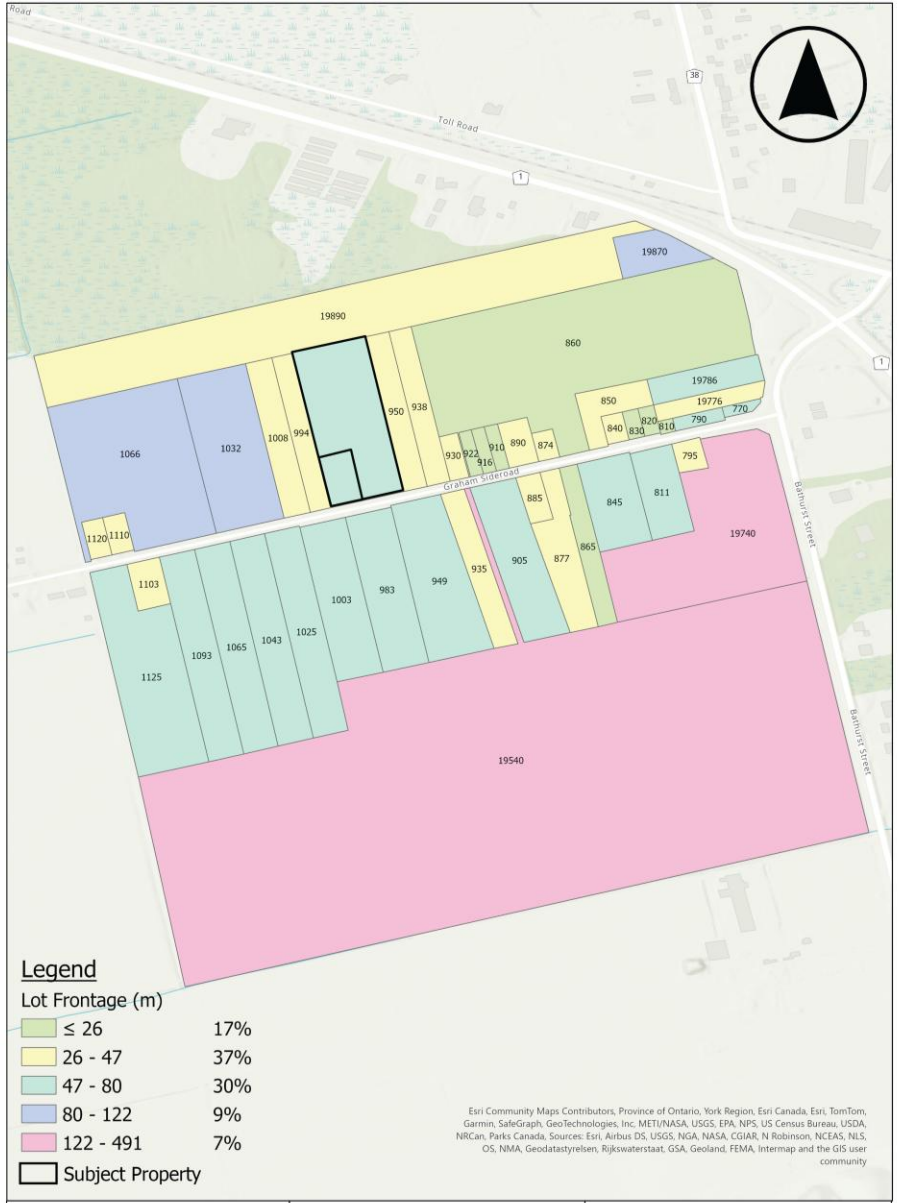 Road
38
Toll Road
1
19870
19890
860
1
19786
850
19776
1066
1032
1008
994
950
938
840
830
820
810
790
770
930
922
916
910
890
874
Graham Sideroad
795
885
845
811
1120
1110
19740
Bathurst Street
1103
935
905
877
865
949
983
1003
1025
1043
1065
1093
1125
Bathurst Street
19540
Legend
Lot Frontage (m)
≤ 26 17%
26 - 47 37%
47 - 80 30%
80 - 122 9%
122 - 491 7%
Subject Property
Esri Community Maps Contributors, Province of Ontario, York Region, Esri Canada, Esri, TomTom,
Garmin, SafeGraph, GeoTechnologies, Inc, METI/NASA, USGS, EPA, NPS, US Census Bureau, USDA,
NRCan, Parks Canada, Sources: Esri, Airbus DS, USGS, NGA, NASA, CGIAR, N Robinson, NCEAS, NLS,
OS, NMA, Geodatastyrelsen, Rijkswaterstaat, GSA, Geoland, FEMA, Intermap and the GIS user
community